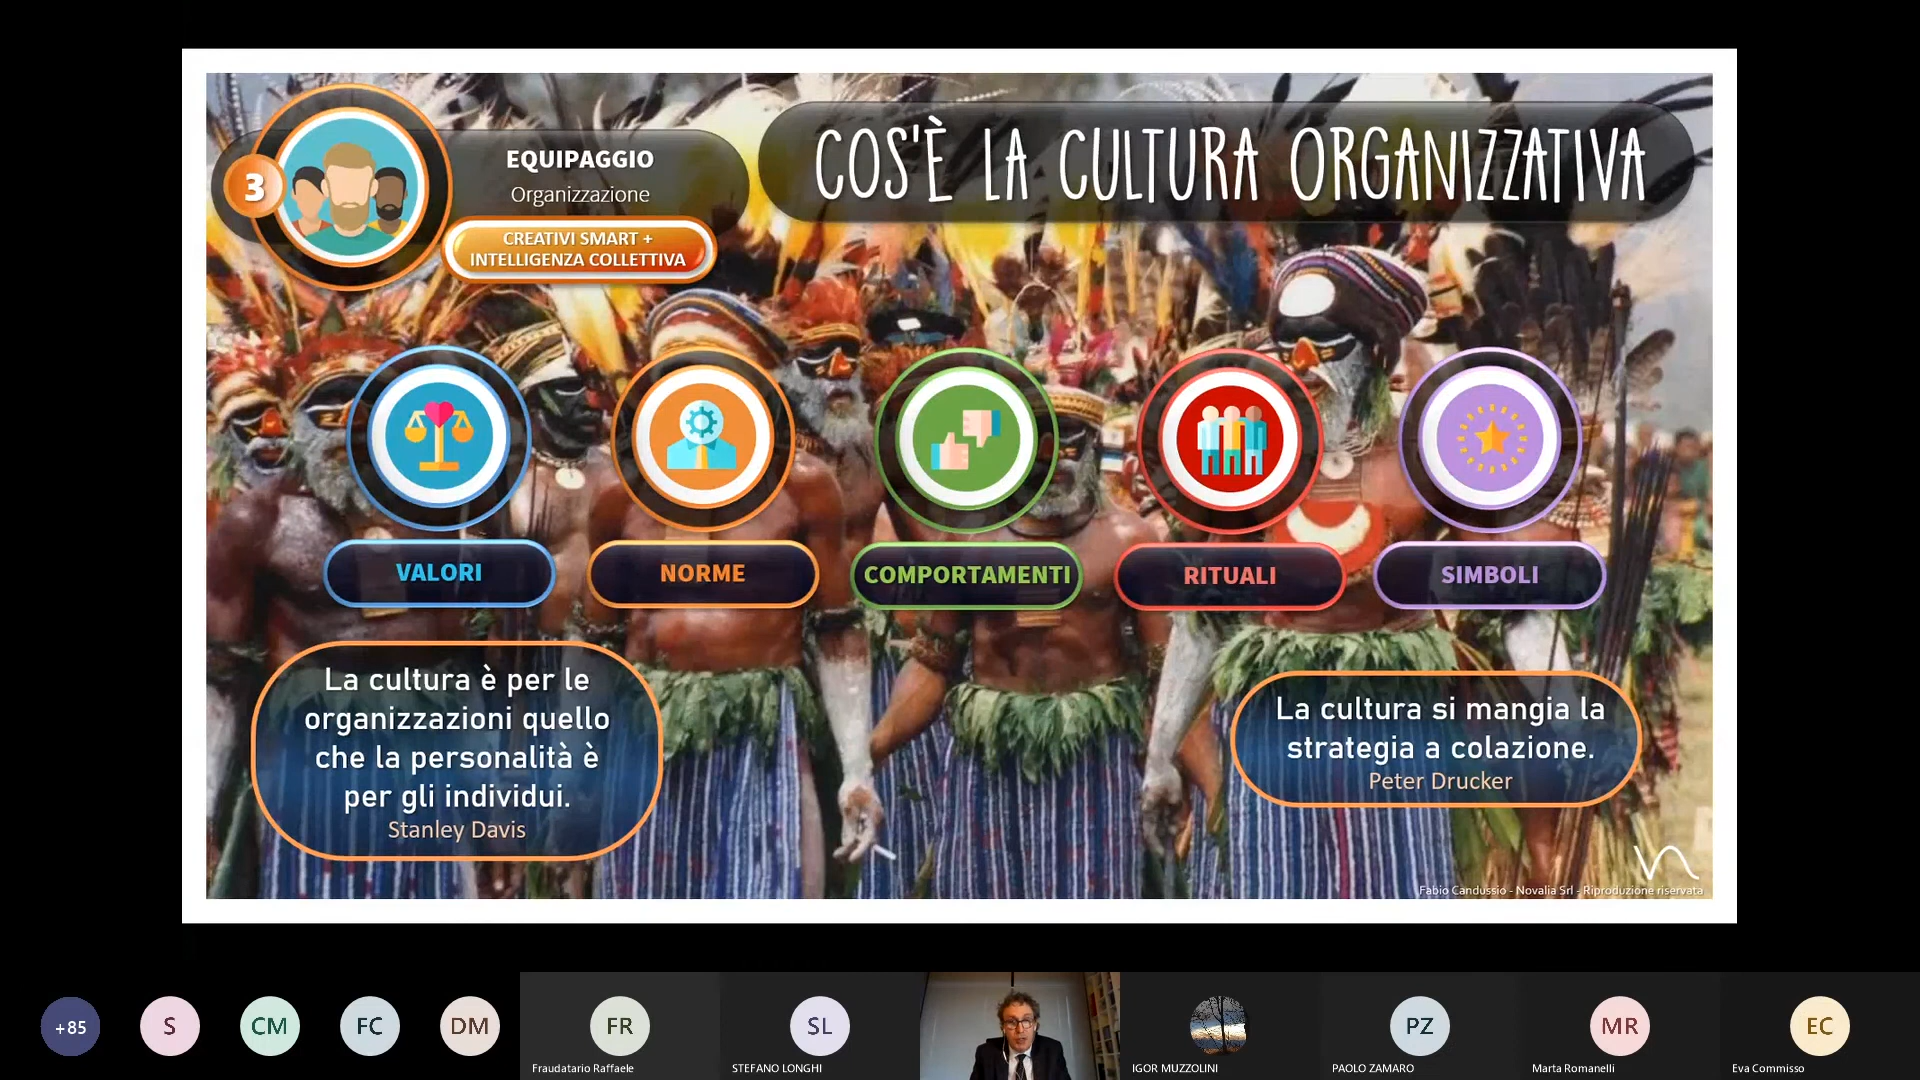 3
EQUIPAGGIO
Organizzazione
CREATIVI SMART +
INTELLIGENZA COLLETTIVA
COS'È LA CULTURA ORGANIZZATIVA
VALORI
NORME
COMPORTAMENTI
RITUALI
SIMBOLI
La cultura è per le
organizzazioni quello
che la personalità è
per gli individui.
Stanley Davis
La cultura si mangia la
strategia a colazione.
Peter Drucker
Fabio Candussio - Novalia Srl - Riproduzione riservata
+85
S
CM
FC
DM
FR
Fraudatario Raffaele
SL
STEFANO LONGHI
IGOR MUZZOLINI
PZ
PAOLO ZAMARO
MR
Marta Romanelli
EC
Eva Commisso